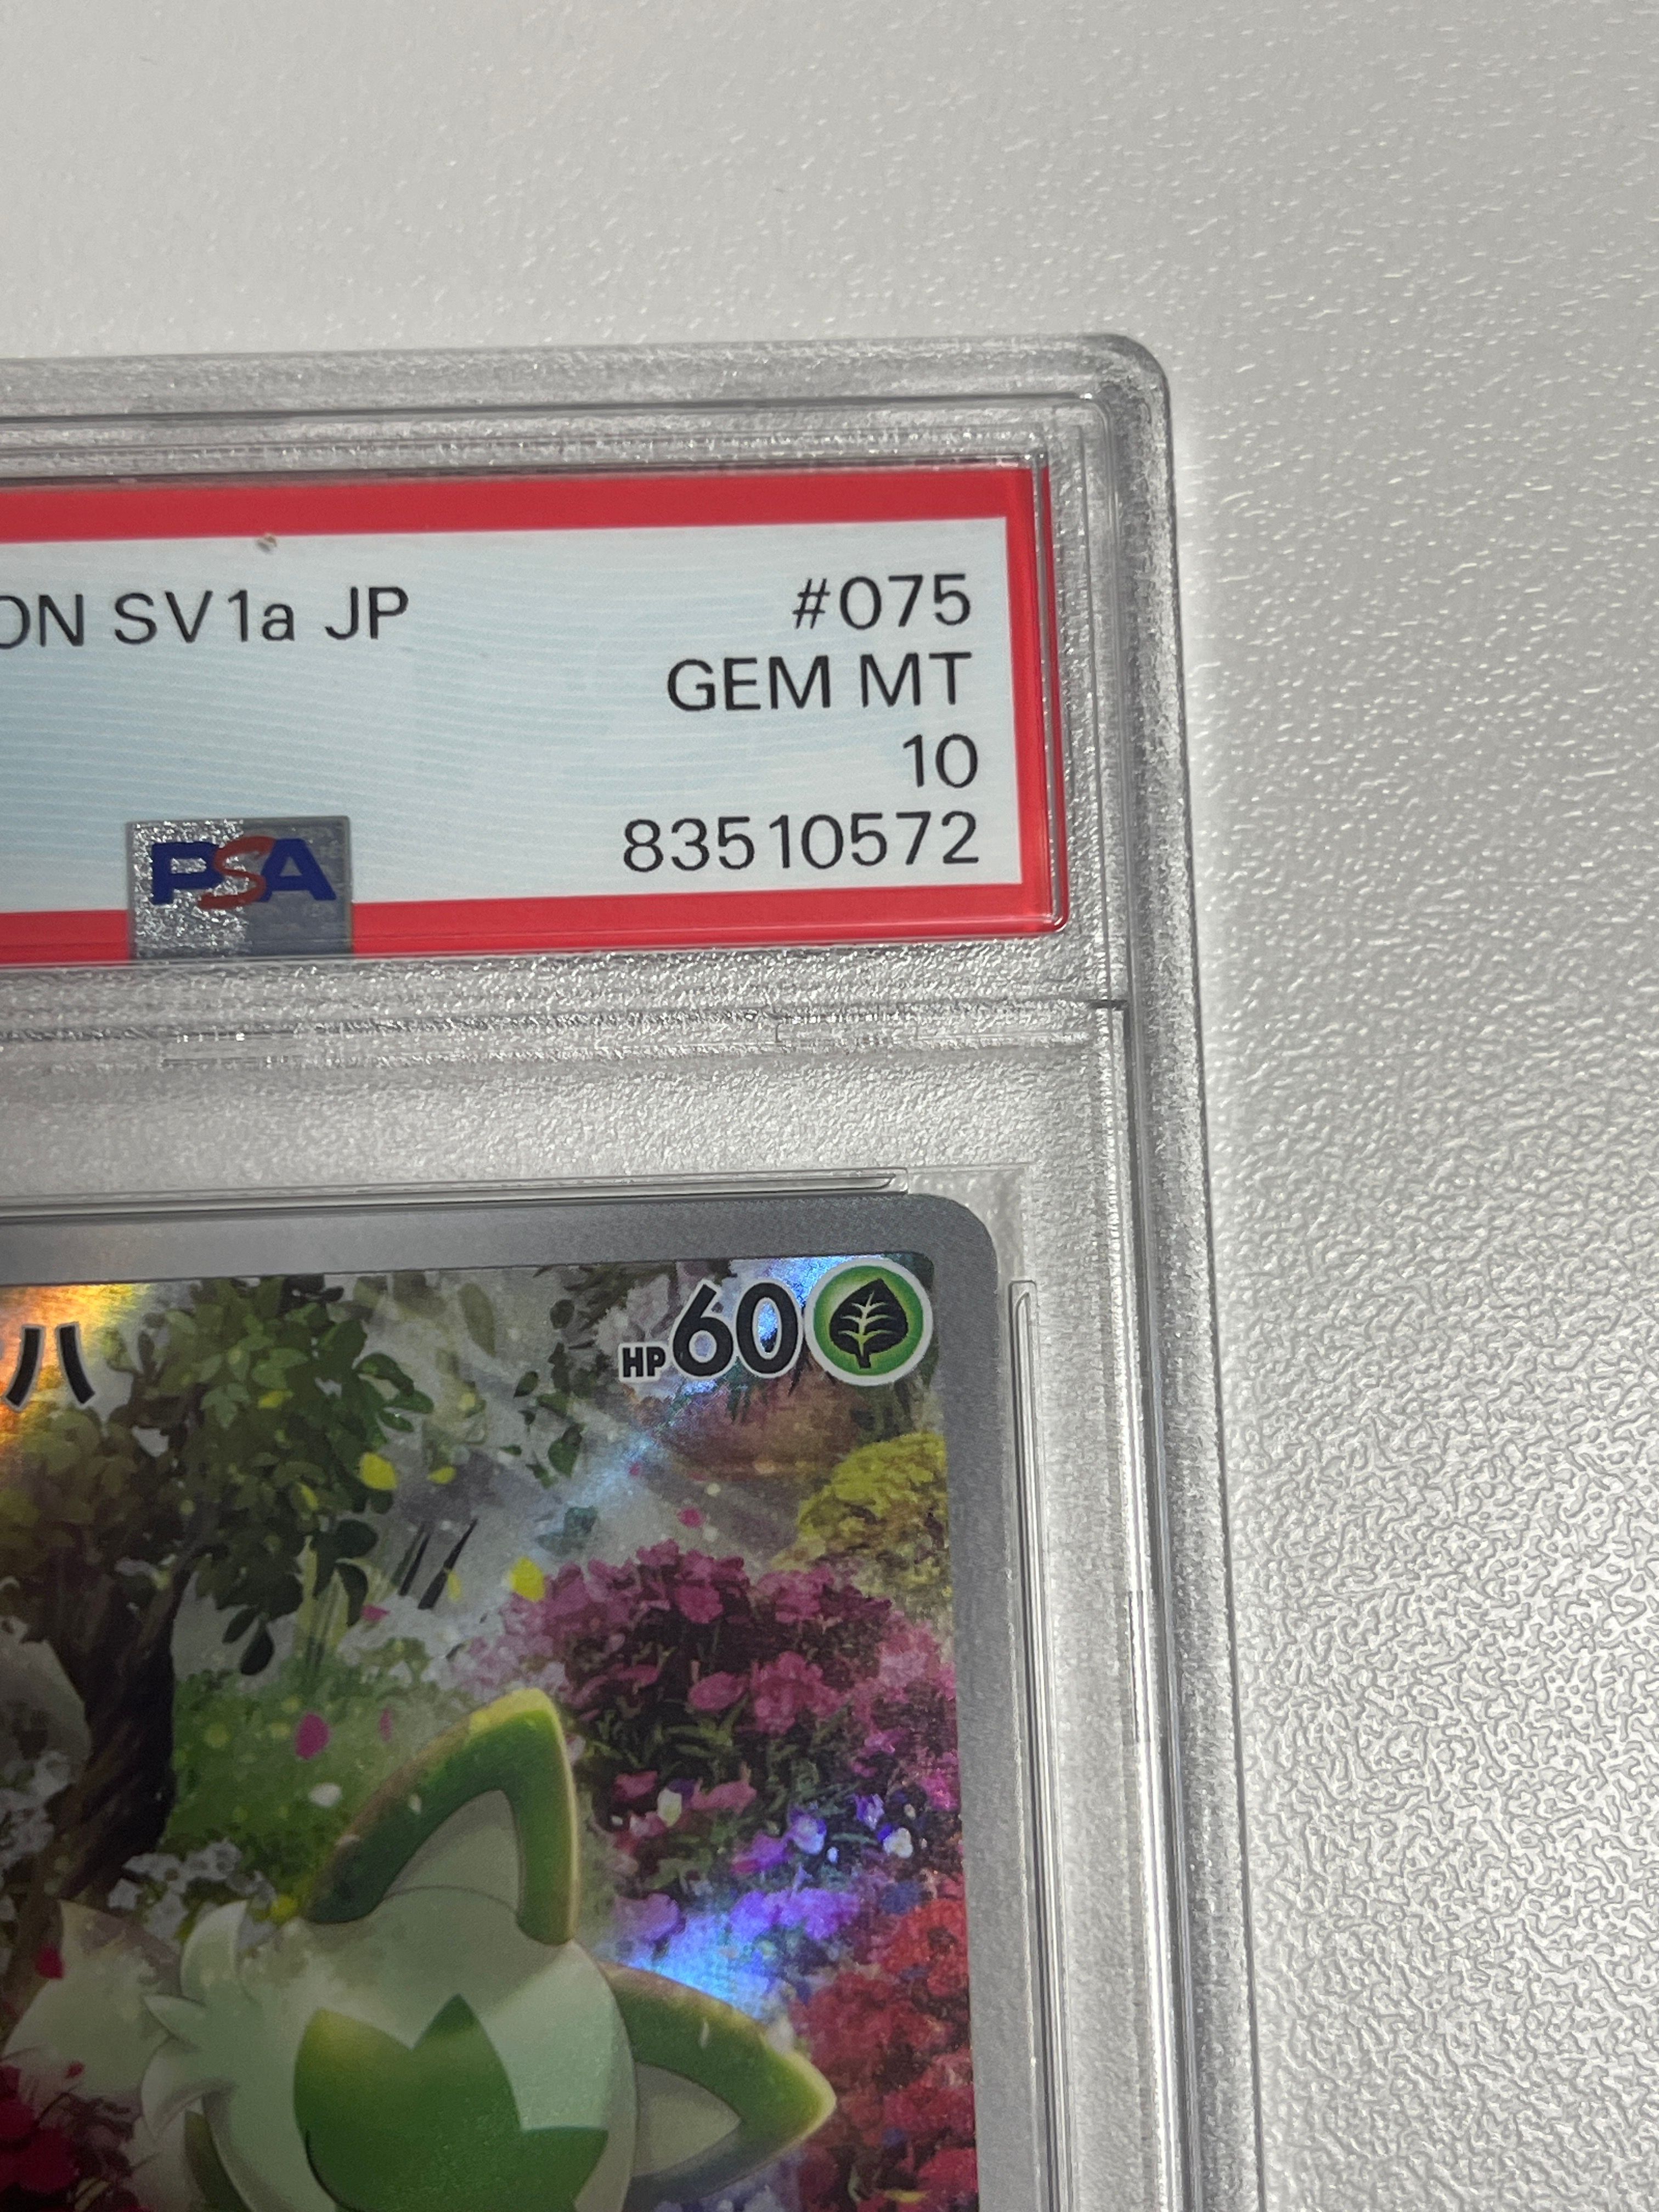 ON SV1a JP #075
GEM MT
10
PSA 83510572
ハ HP60